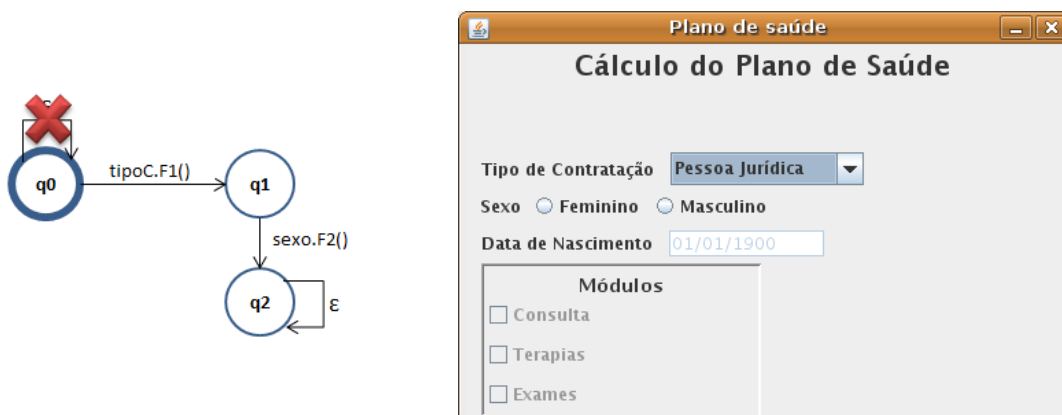 q0
tipoC.F1()
q1
sexo.F2()
q2
ε
Plano de saúde
Cálculo do Plano de Saúde
Tipo de Contratação Pessoa Jurídica
Sexo Feminino Masculino
Data de Nascimento 01/01/1900
Módulos
Consulta
Terapias
Exames